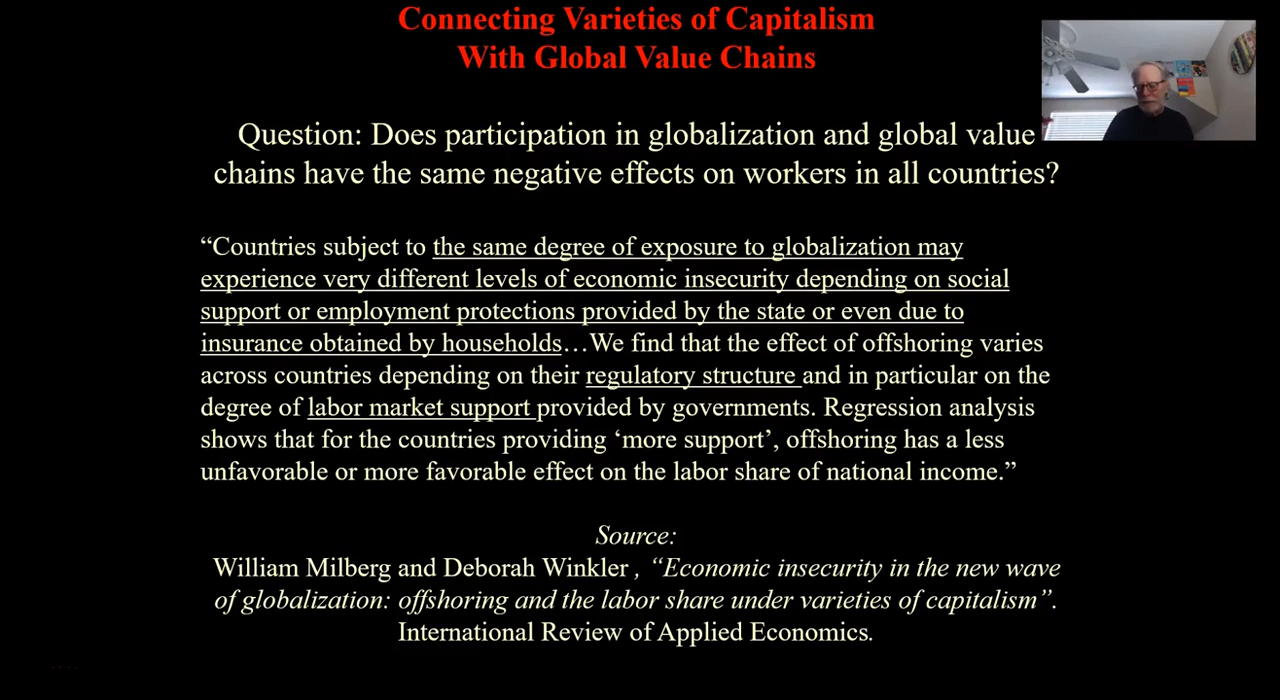 Connecting Varieties of Capitalism
With Global Value Chains
Question: Does participation in globalization and global value
chains have the same negative effects on workers in all countries?
“Countries subject to the same degree of exposure to globalization may
experience very different levels of economic insecurity depending on social
support or employment protections provided by the state or even due to
insurance obtained by households…We find that the effect of offshoring varies
across countries depending on their regulatory structure and in particular on the
degree of labor market support provided by governments. Regression analysis
shows that for the countries providing ‘more support’, offshoring has a less
unfavorable or more favorable effect on the labor share of national income.”
Source:
William Milberg and Deborah Winkler , “Economic insecurity in the new wave
of globalization: offshoring and the labor share under varieties of capitalism”.
International Review of Applied Economics.